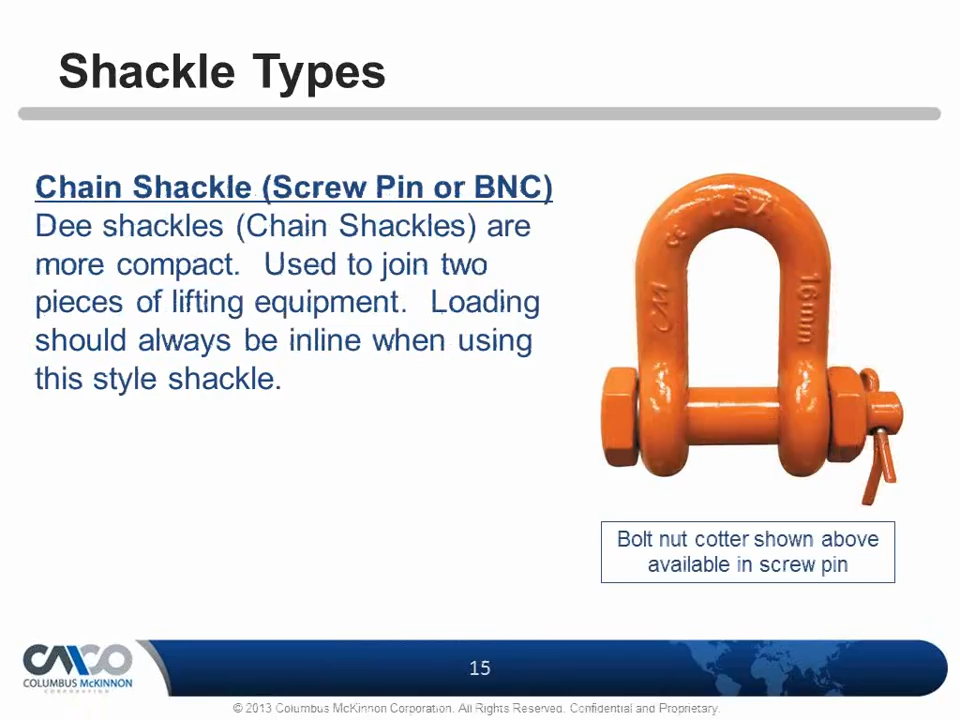 Shackle Types
Chain Shackle (Screw Pin or BNC)
Dee shackles (Chain Shackles) are
more compact.  Used to join two
pieces of lifting equipment.  Loading
should always be inline when using
this style shackle.
USA
CM
16mm
Bolt nut cotter shown above
available in screw pin
CMCO
COLUSMBUS McKINNON
CORPORATION
15
© 2013 Columbus McKinnon Corporation. All Rights Reserved. Confidential and Proprietary.